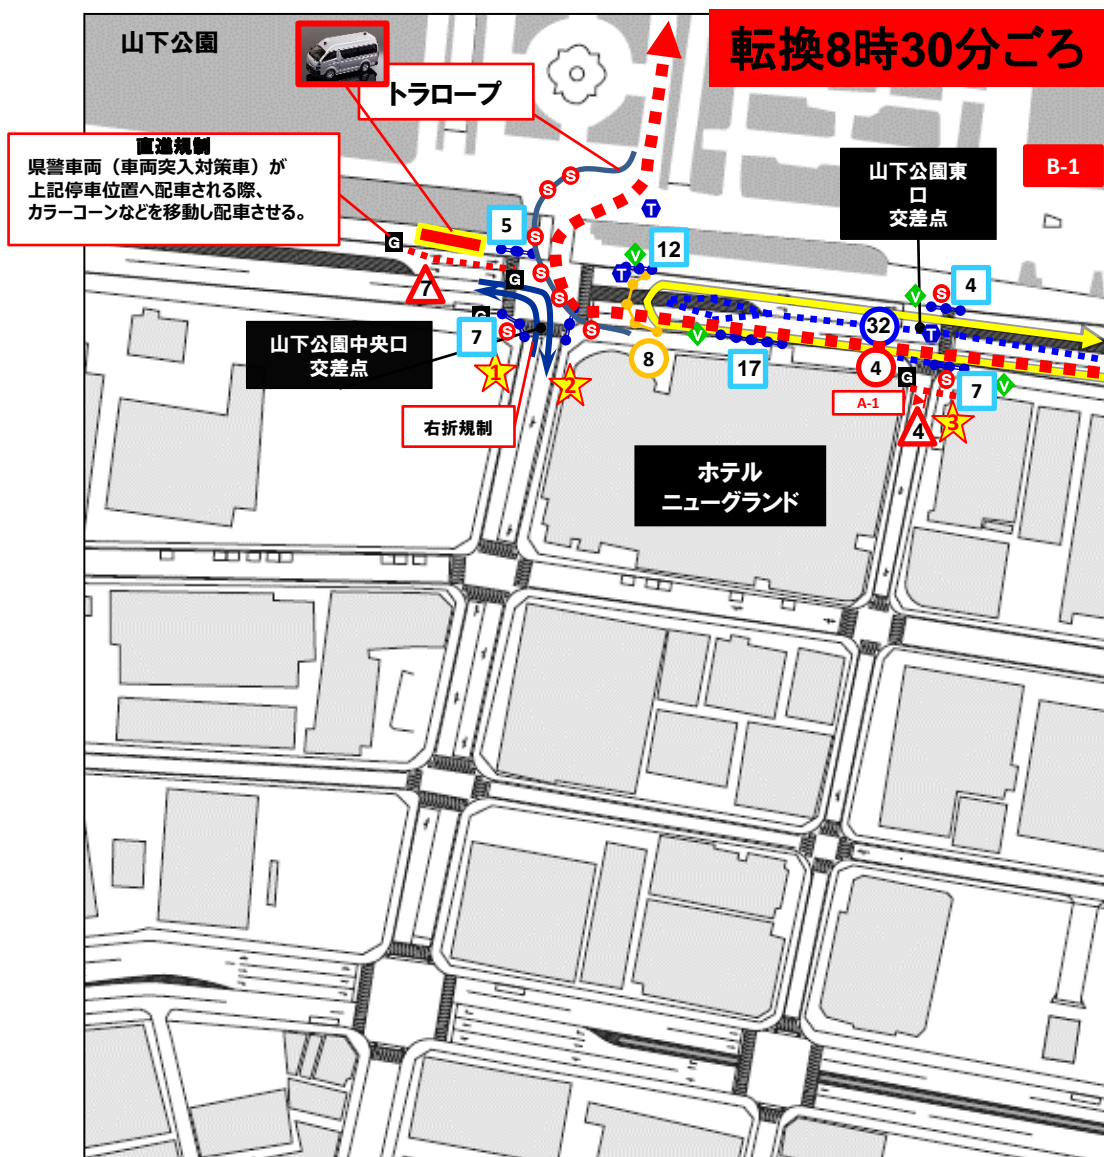 山下公園
転換8時30分ごろ
トラロープ
直進規制
県警車両（車両突入対策車）が
上記停車位置へ配車される際、
カラーコーンなどを移動し配車させる。
B-1
山下公園東
口
交差点
S
S
T
5
S
12
G
V
T
G
S
7
S
V
S
4
G
7
S
S
32
T
山下公園中央口
交差点
8
V
17
4
G
S
7
V
1
2
A-1
3
4
右折規制
ホテル
ニューグランド